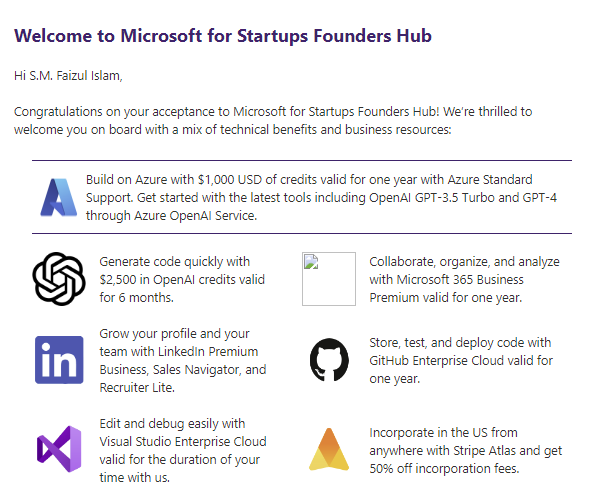 Welcome to Microsoft for Startups Founders Hub
Hi S.M. Faizul Islam,
Congratulations on your acceptance to Microsoft for Startups Founders Hub! We're thrilled to
welcome you on board with a mix of technical benefits and business resources:
Build on Azure with $1,000 USD of credits valid for one year with Azure Standard
Support. Get started with the latest tools including OpenAI GPT-3.5 Turbo and GPT-4
through Azure OpenAI Service.
Generate code quickly with
$2,500 in OpenAI credits valid
for 6 months.
Collaborate, organize, and analyze
with Microsoft 365 Business
Premium valid for one year.
in
Grow your profile and your
team with LinkedIn Premium
Business, Sales Navigator, and
Recruiter Lite.
Store, test, and deploy code with
GitHub Enterprise Cloud valid for
one year.
Edit and debug easily with
Visual Studio Enterprise Cloud
valid for the duration of your
time with us.
Incorporate in the US from
anywhere with Stripe Atlas and get
50% off incorporation fees.